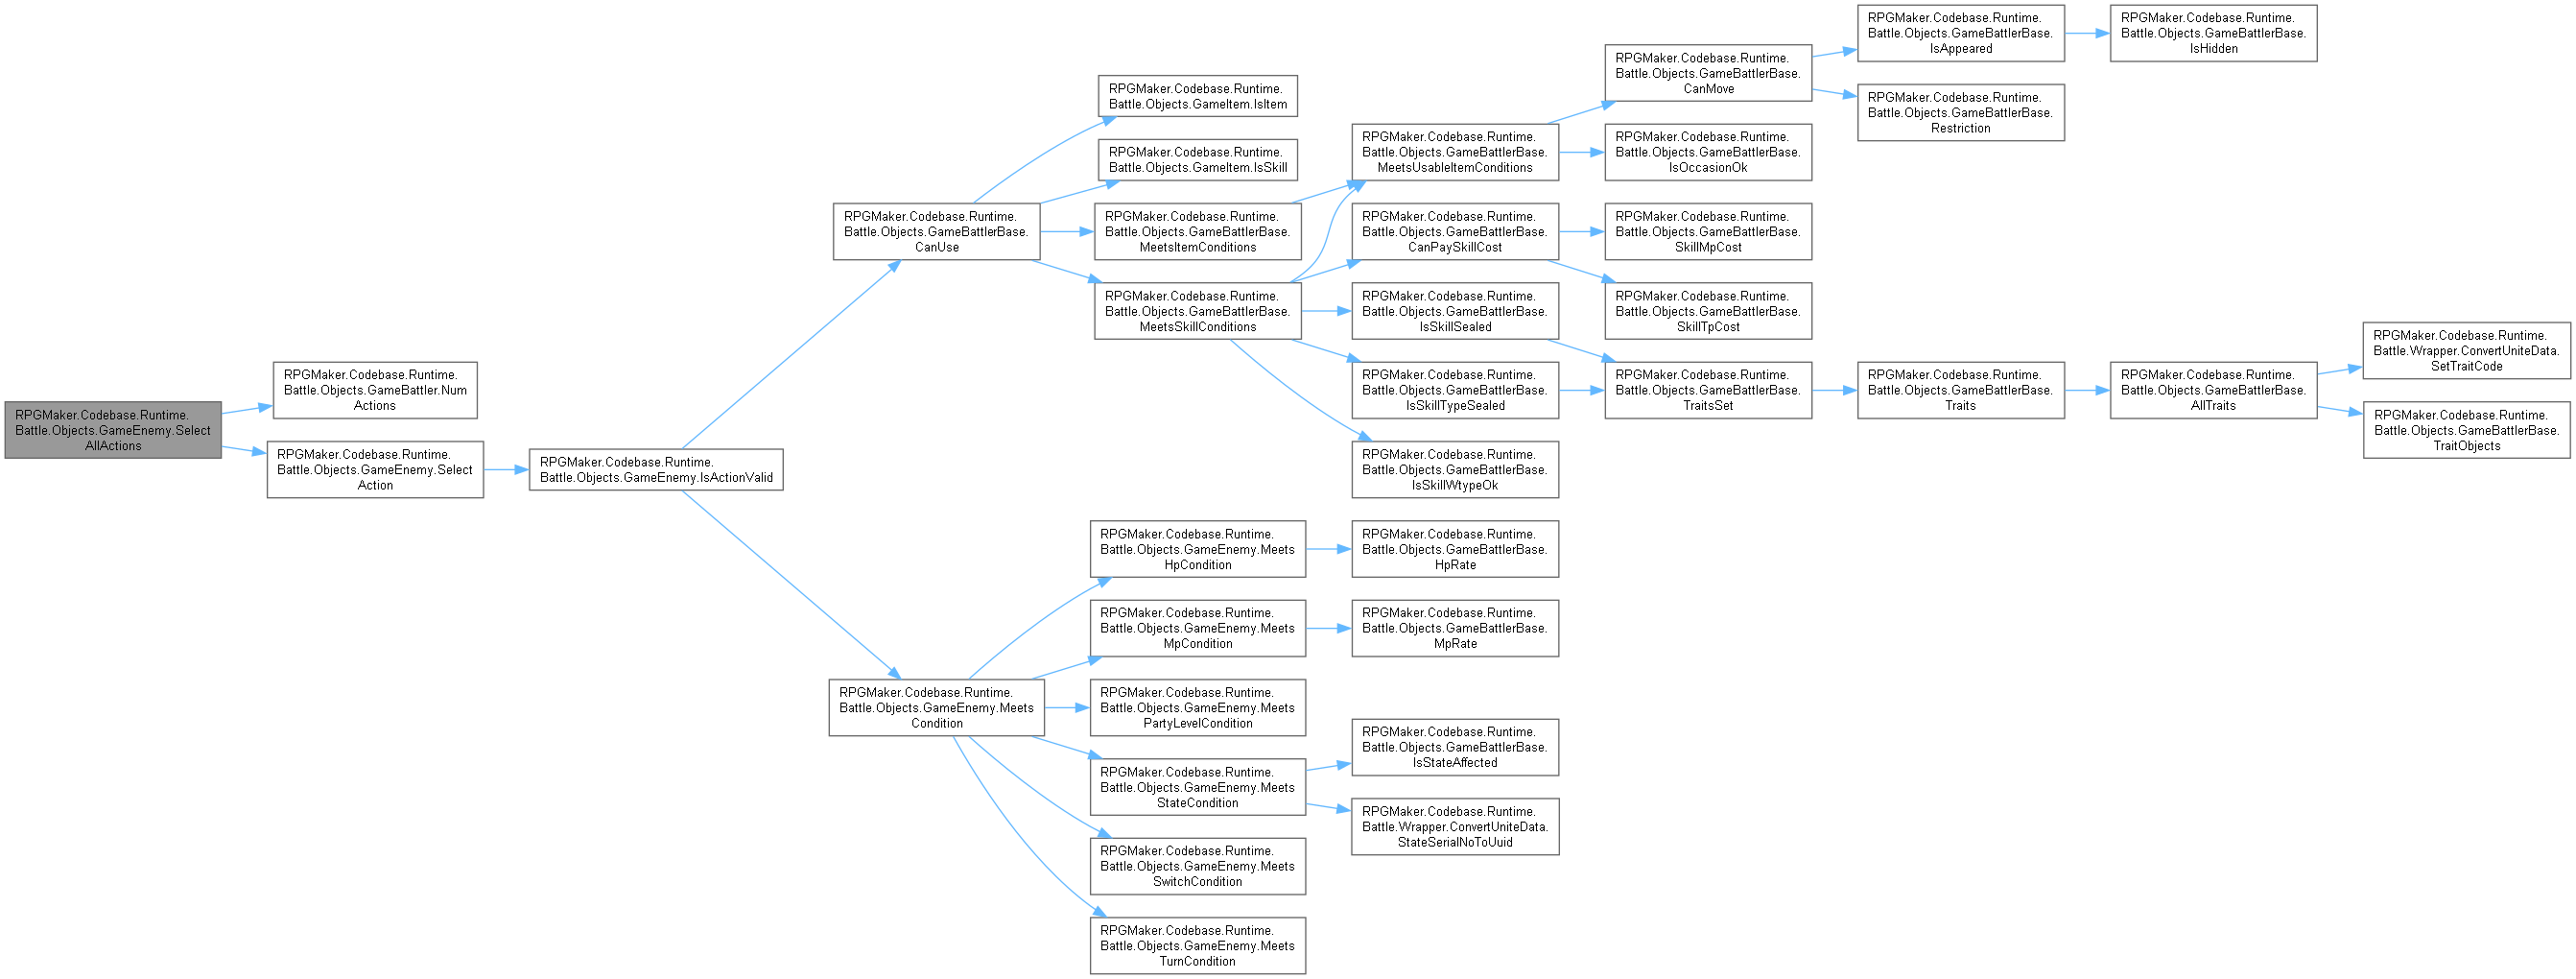 RPGMaker.Codebase.Runtime.
Battle.Objects.GameEnemy.Select
AllActions
RPGMaker.Codebase.Runtime.
Battle.Objects.GameBattler.Num
Actions
RPGMaker.Codebase.Runtime.
Battle.Objects.GameEnemy.Select
Action
RPGMaker.Codebase.Runtime.
Battle.Objects.GameEnemy.IsActionValid
RPGMaker.Codebase.Runtime.
Battle.Objects.GameBattlerBase.
CanUse
RPGMaker.Codebase.Runtime.
Battle.Objects.GameItem.IsItem
RPGMaker.Codebase.Runtime.
Battle.Objects.GameItem.IsSkill
RPGMaker.Codebase.Runtime.
Battle.Objects.GameBattlerBase.
MeetsItemConditions
RPGMaker.Codebase.Runtime.
Battle.Objects.GameBattlerBase.
MeetsSkillConditions
RPGMaker.Codebase.Runtime.
Battle.Objects.GameBattlerBase.
MeetsUsableItemConditions
RPGMaker.Codebase.Runtime.
Battle.Objects.GameBattlerBase.
CanPaySkillCost
RPGMaker.Codebase.Runtime.
Battle.Objects.GameBattlerBase.
IsSkillSealed
RPGMaker.Codebase.Runtime.
Battle.Objects.GameBattlerBase.
IsSkillTypeSealed
RPGMaker.Codebase.Runtime.
Battle.Objects.GameBattlerBase.
IsSkillWtypeOk
RPGMaker.Codebase.Runtime.
Battle.Objects.GameBattlerBase.
CanMove
RPGMaker.Codebase.Runtime.
Battle.Objects.GameBattlerBase.
IsOccasionOk
RPGMaker.Codebase.Runtime.
Battle.Objects.GameBattlerBase.
SkillMpCost
RPGMaker.Codebase.Runtime.
Battle.Objects.GameBattlerBase.
SkillTpCost
RPGMaker.Codebase.Runtime.
Battle.Objects.GameBattlerBase.
TraitsSet
RPGMaker.Codebase.Runtime.
Battle.Objects.GameBattlerBase.
IsAppeared
RPGMaker.Codebase.Runtime.
Battle.Objects.GameBattlerBase.
Restriction
RPGMaker.Codebase.Runtime.
Battle.Objects.GameBattlerBase.
IsHidden
RPGMaker.Codebase.Runtime.
Battle.Objects.GameBattlerBase.
Traits
RPGMaker.Codebase.Runtime.
Battle.Objects.GameBattlerBase.
AllTraits
RPGMaker.Codebase.Runtime.
Battle.Wrapper.ConvertUniteData.
SetTraitCode
RPGMaker.Codebase.Runtime.
Battle.Objects.GameBattlerBase.
TraitObjects
RPGMaker.Codebase.Runtime.
Battle.Objects.GameEnemy.Meets
Condition
RPGMaker.Codebase.Runtime.
Battle.Objects.GameEnemy.Meets
HpCondition
RPGMaker.Codebase.Runtime.
Battle.Objects.GameBattlerBase.
HpRate
RPGMaker.Codebase.Runtime.
Battle.Objects.GameEnemy.Meets
MpCondition
RPGMaker.Codebase.Runtime.
Battle.Objects.GameBattlerBase.
MpRate
RPGMaker.Codebase.Runtime.
Battle.Objects.GameEnemy.Meets
PartyLevelCondition
RPGMaker.Codebase.Runtime.
Battle.Objects.GameEnemy.Meets
StateCondition
RPGMaker.Codebase.Runtime.
Battle.Objects.GameBattlerBase.
IsStateAffected
RPGMaker.Codebase.Runtime.
Battle.Wrapper.ConvertUniteData.
StateSerialNoToUuid
RPGMaker.Codebase.Runtime.
Battle.Objects.GameEnemy.Meets
SwitchCondition
RPGMaker.Codebase.Runtime.
Battle.Objects.GameEnemy.Meets
TurnCondition